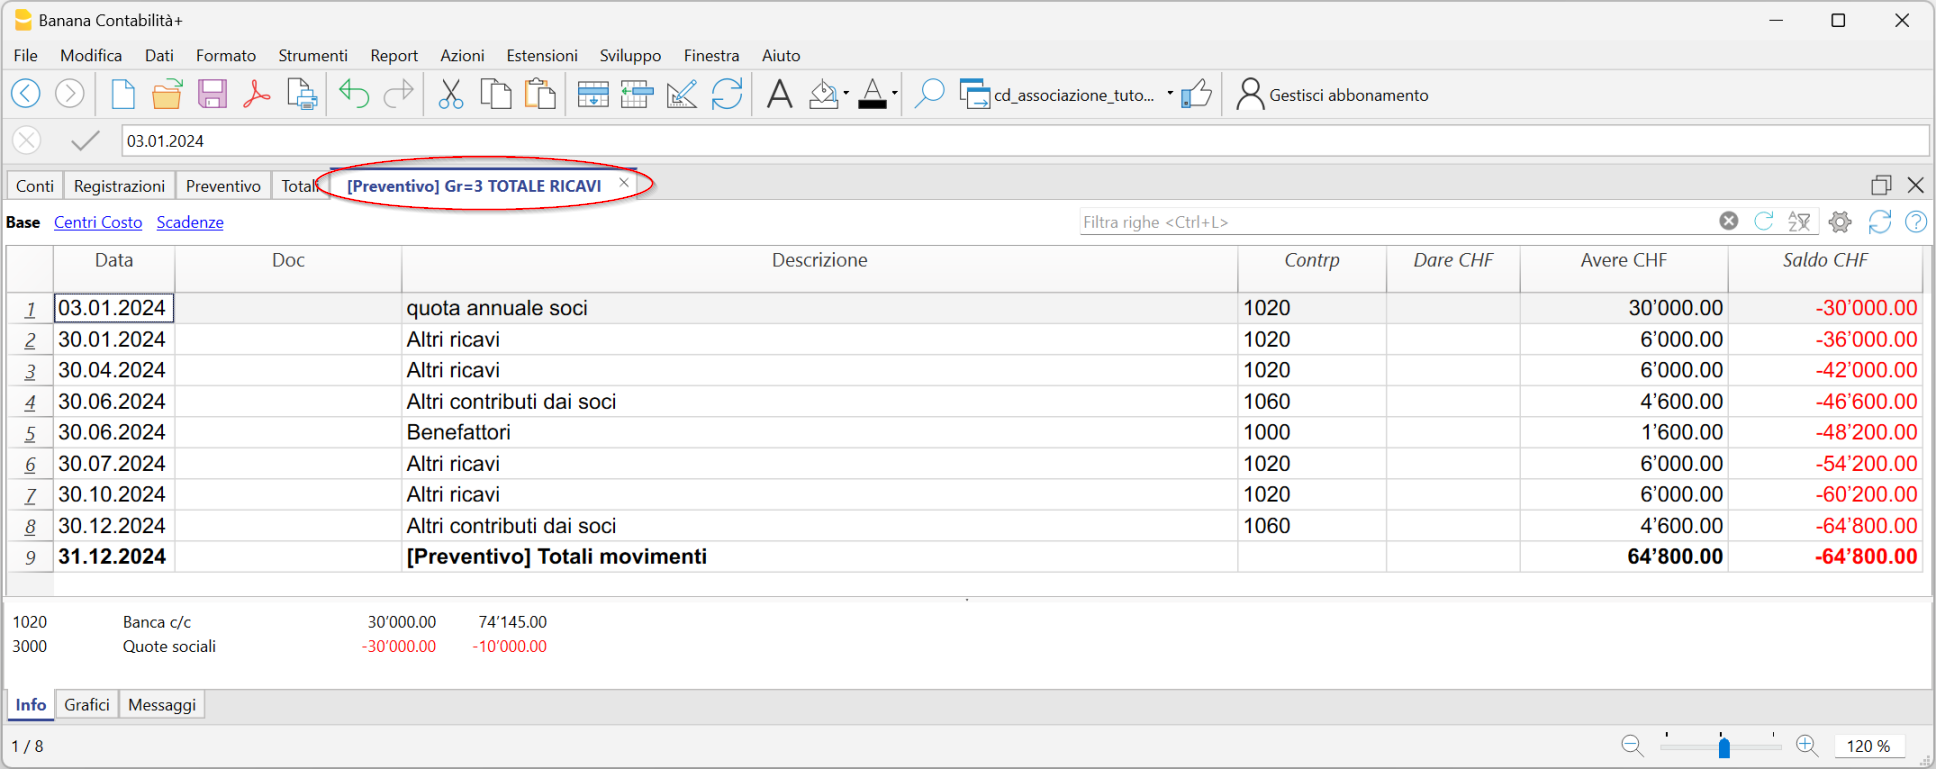 Banana Contabilità+
File Modifica Dati Formato Strumenti Report Azioni Estensioni Sviluppo Finestra Aiuto
cd_associazione_tuto... Gestisci abbonamento
03.01.2024
Conti Registrazioni Preventivo Totali [Preventivo] Gr=3 TOTALE RICAVI
Base Centri Costo Scadenze Filtra righe <Ctrl+L>
Data Doc Descrizione Contrp Dare CHF Avere CHF Saldo CHF
1 03.01.2024 quota annuale soci 1020 30’000.00 -30’000.00
2 30.01.2024 Altri ricavi 1020 6’000.00 -36’000.00
3 30.04.2024 Altri ricavi 1020 6’000.00 -42’000.00
4 30.06.2024 Altri contributi dai soci 1060 4’600.00 -46’600.00
5 30.06.2024 Benefattori 1000 1’600.00 -48’200.00
6 30.07.2024 Altri ricavi 1020 6’000.00 -54’200.00
7 30.10.2024 Altri ricavi 1020 6’000.00 -60’200.00
8 30.12.2024 Altri contributi dai soci 1060 4’600.00 -64’800.00
9 31.12.2024 [Preventivo] Totali movimenti 64’800.00 -64’800.00
1020 Banca c/c 30’000.00 74’145.00
3000 Quote sociali -30’000.00 -10’000.00
Info Grafici Messaggi
1 / 8 120 %